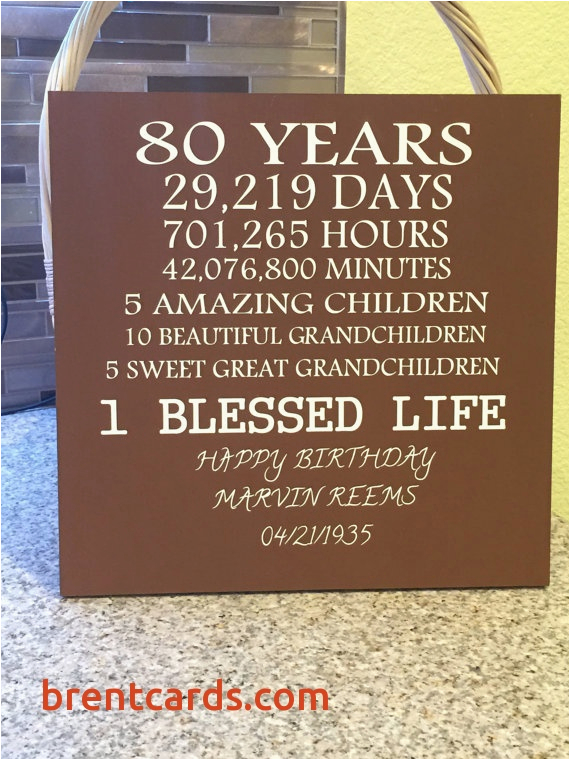 80 YEARS
29,219 DAYS
701,265 HOURS
42,076,800 MINUTES
5 AMAZING CHILDREN
10 BEAUTIFUL GRANDCHILDREN
5 SWEET GREAT GRANDCHILDREN
1 BLESSED LIFE
HAPPY BIRTHDAY
MARVIN REEMS
04/21/1935
brentcards.com